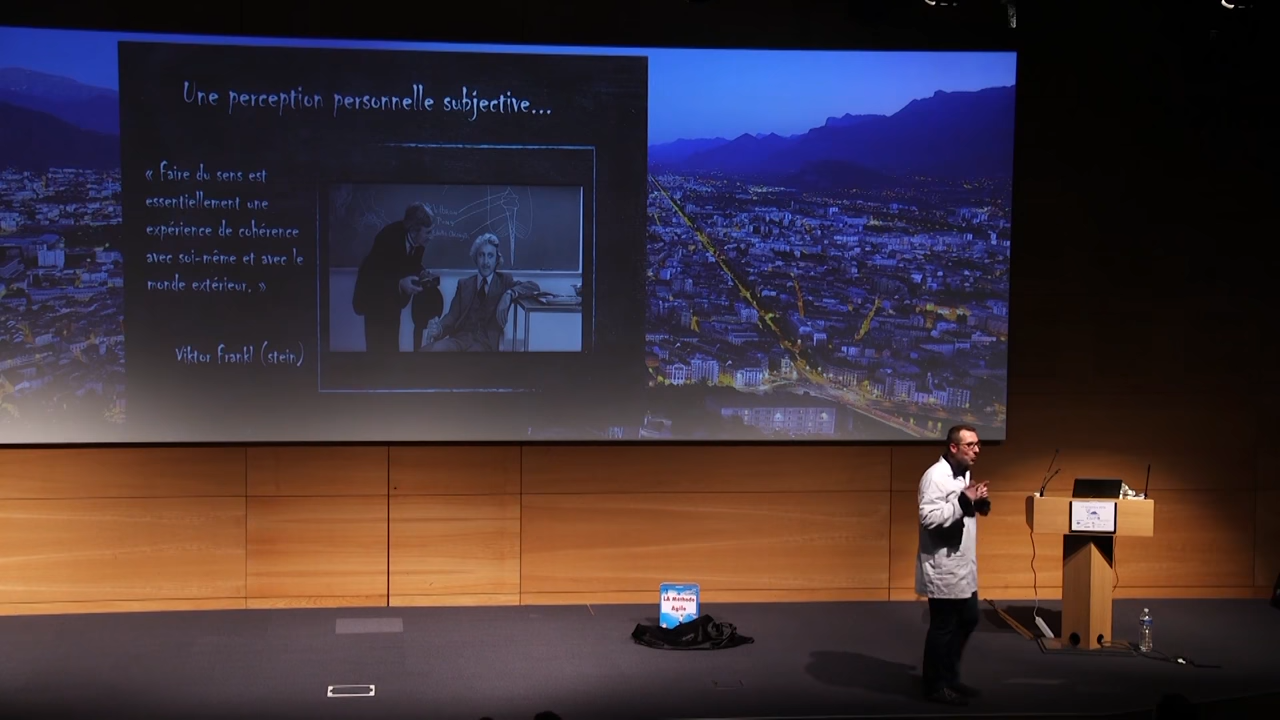 Une perception personnelle subjective...
« Faire du sens est
essentiellement une
expérience de cohérence
avec soi-même et avec le
monde extérieur. »
Viktor Frankl (stein)
LA Méthode
Agile